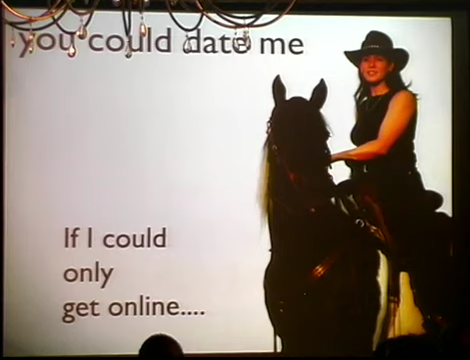 you could date me
If I could
only
get online....